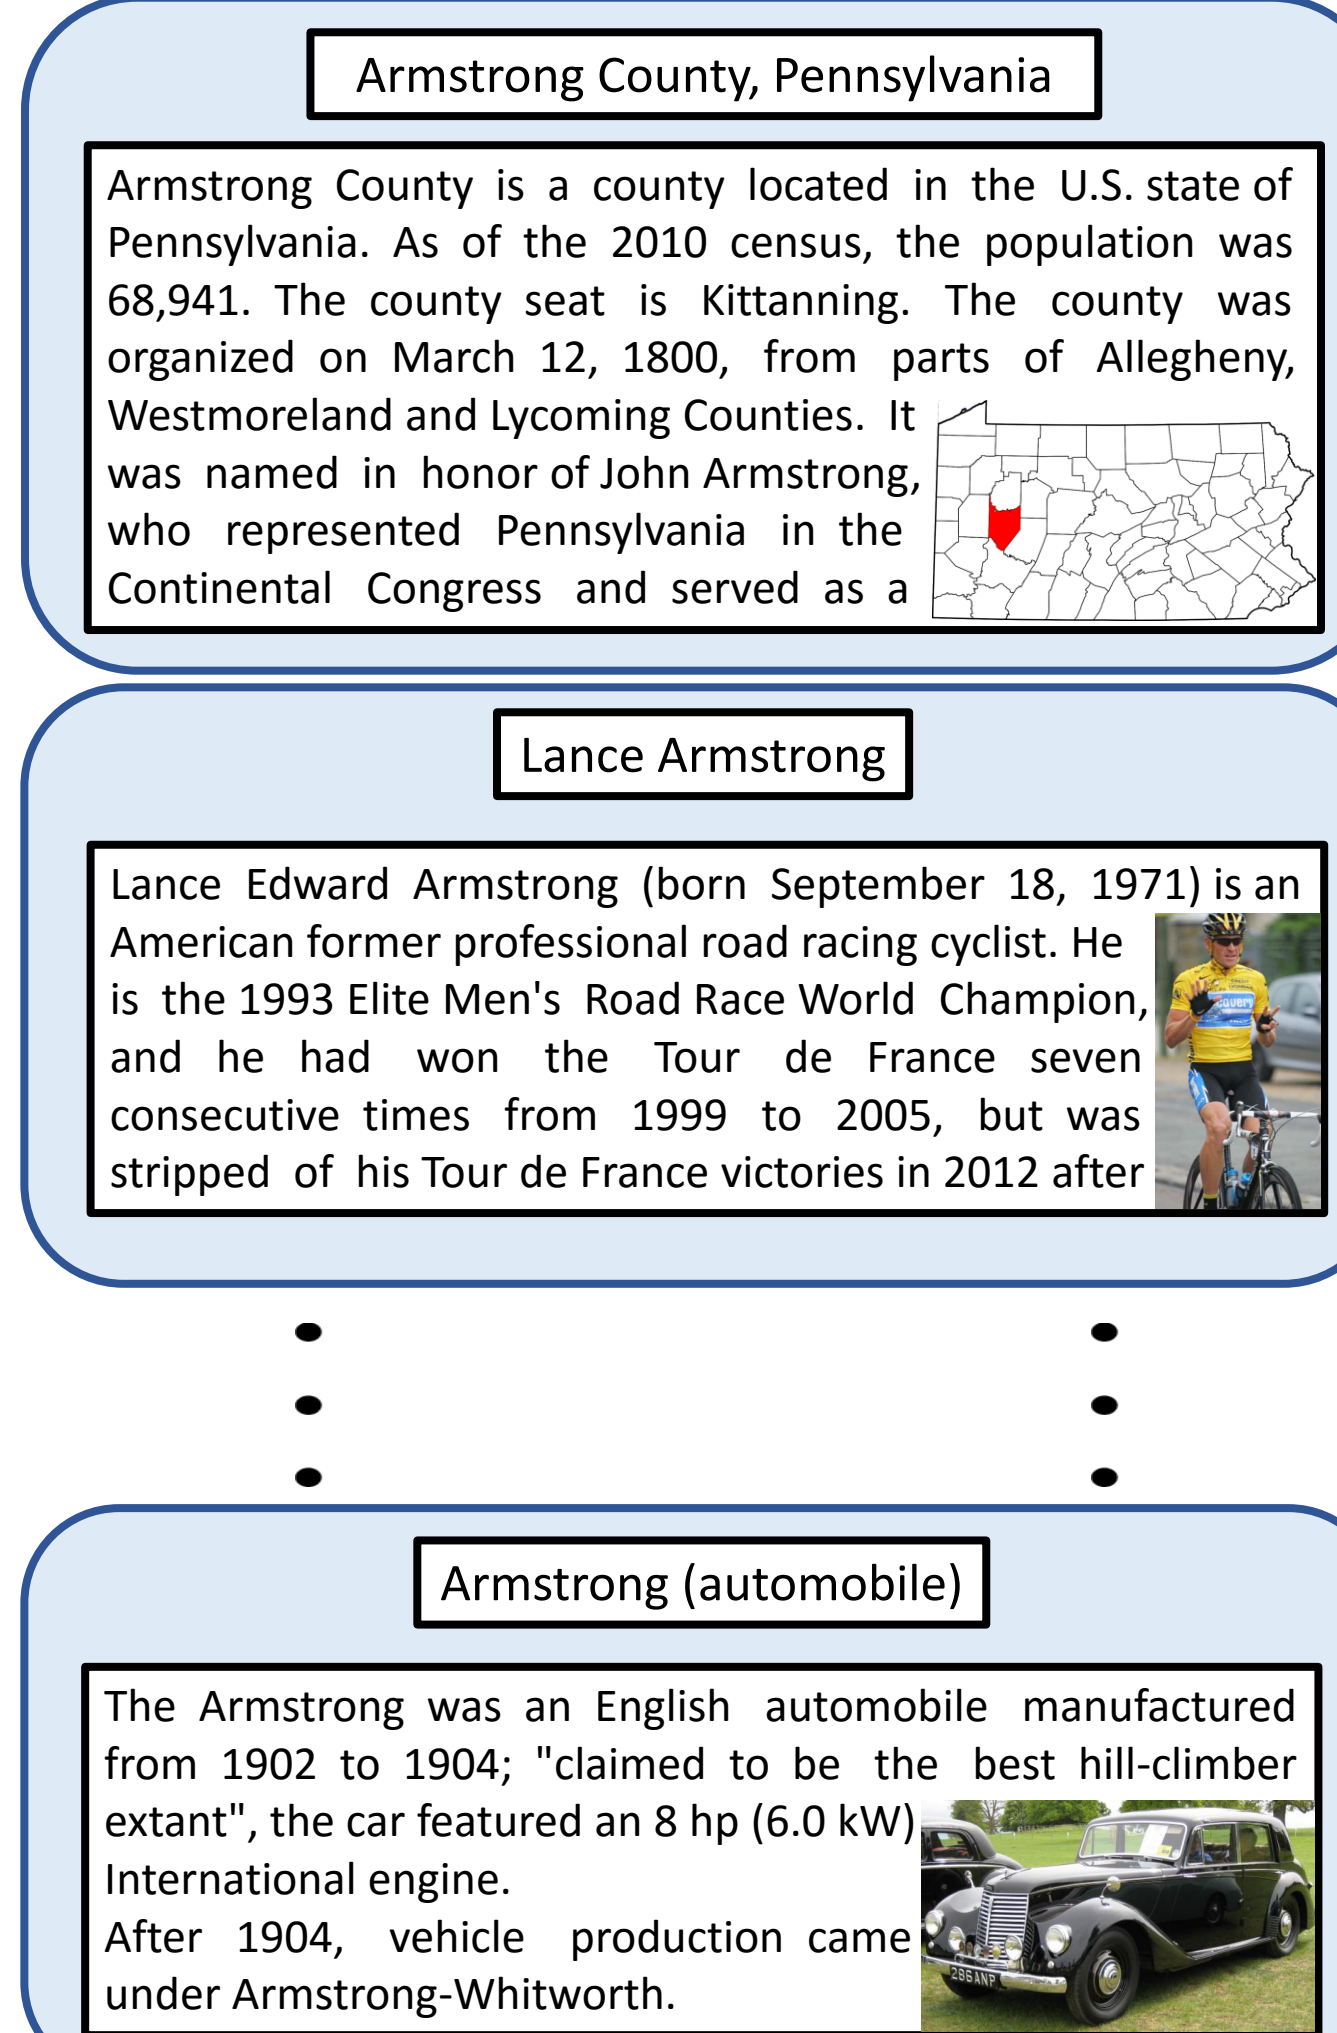 Armstrong County, Pennsylvania
Armstrong County is a county located in the U.S. state of
Pennsylvania. As of the 2010 census, the population was
68,941. The county seat is Kittanning. The county was
organized on March 12, 1800, from parts of Allegheny,
Westmoreland and Lycoming Counties. It
was named in honor of John Armstrong,
who represented Pennsylvania in the
Continental Congress and served as a
Lance Armstrong
Lance Edward Armstrong (born September 18, 1971) is an
American former professional road racing cyclist. He
is the 1993 Elite Men's Road Race World Champion,
and he had won the Tour de France seven
consecutive times from 1999 to 2005, but was
stripped of his Tour de France victories in 2012 after
Armstrong (automobile)
The Armstrong was an English automobile manufactured
from 1902 to 1904; "claimed to be the best hill-climber
extant", the car featured an 8 hp (6.0 kW)
International engine.
After 1904, vehicle production came
under Armstrong-Whitworth.
286 ANP